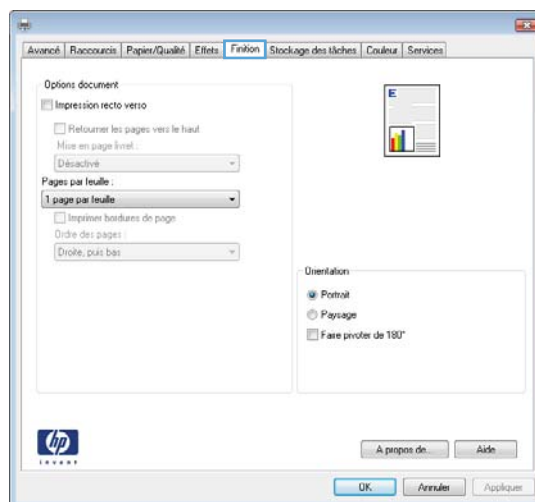 Avancé Raccourcis Papier/Qualité Effets Finition Stockage des tâches Couleur Services
Options document
Impression recto verso
Retourner les pages vers le haut
Mise en page livret :
Désactivé
Pages par feuille :
1 page par feuille
Imprimer bordures de page
Ordre des pages :
Droite, puis bas
E
Orientation
Portrait
Paysage
Faire pivoter de 180°
hp
invent
A propos de... Aide
OK Annuler Appliquer